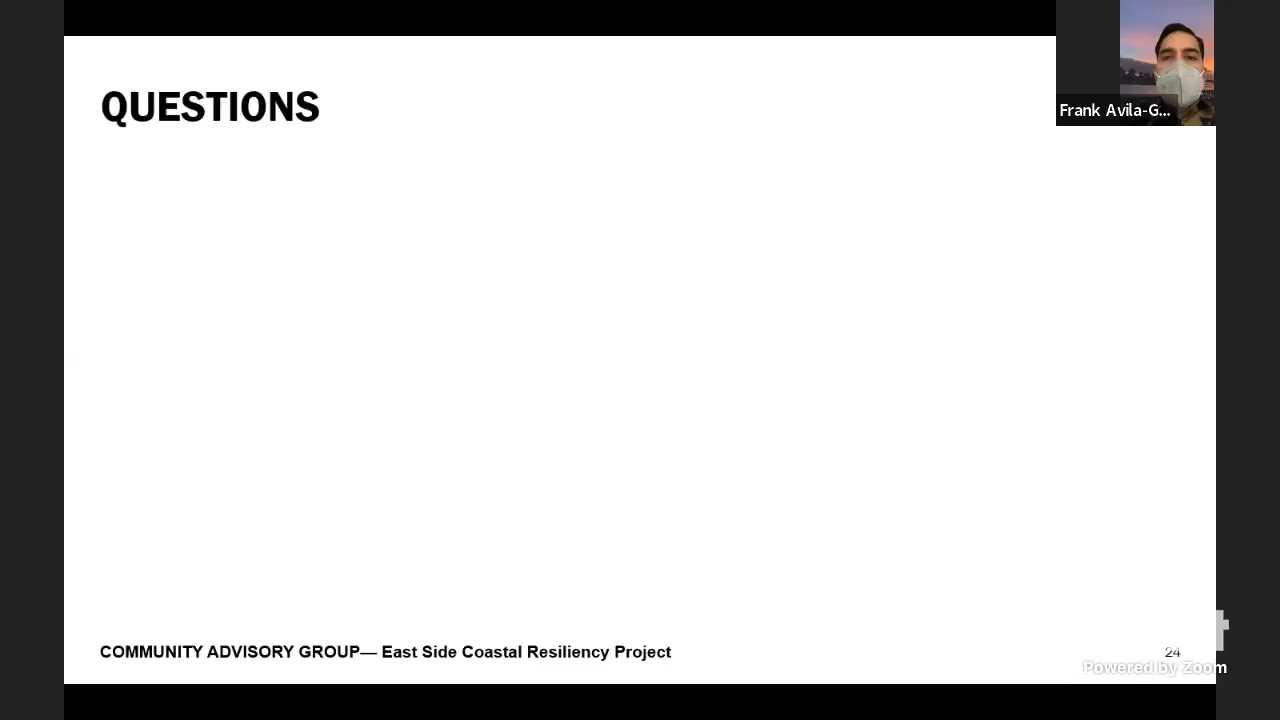 QUESTIONS
Frank Avila-G...
COMMUNITY ADVISORY GROUP— East Side Coastal Resiliency Project
24
Powered by Zoom